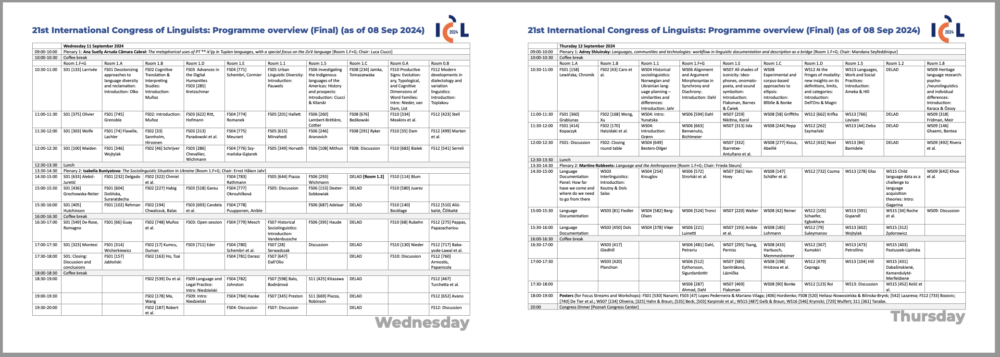 21st International Congress of Linguists: Programme overview (Final) (as of 08 Sep 2024)
ICL 2024
Wednesday 11 September 2024
09:00-10:00 Plenary 1: Ana Suelly Arruda Câmara Cabral: The metaphorical uses of PT **-k'ýp in Tupian languages, with a special focus on the Zo'é language [Room 1.F+G; Chair: Luca Ciucci]
10:00-10:30 Coffee break
Room 1.F+G Room 1.A Room 1.B Room 1.D Room 1.E Room 1.1 Room 1.5 Room 1.C Room 0.A Room 0.B
10:30-11:00
S01 [133] Larrivée
FS01 Decolonizing
approaches to
language diversity
and reclamation:
Introduction: Olko
FS02 Cognitive
Translation &
Interpreting
Studies:
Introduction:
Muñoz
FS03 Advances in
the Digital
Humanities
FS03 [285]
Kretzschmar
FS04 [771]
Schembri, Cormier
FS05 Urban
Linguistic Diversity:
Introduction:
Pauwels
FS06 Investigating
the Indigenous
languages of the
Americas: History
and prospects:
Introduction: Ciucci
& Kilarski
FS08 [234] Jamka,
Tomaszewska
FS10 Productive
Signs: Evolution-
ary, Typological,
and Cognitive
Dimensions of
Word Families:
Intro: Nieder, van
Dam, List
FS12 Modern
developments in
dialectology and
variation
linguistics:
Introduction:
Tsiplakou
11:00-11:30
S01 [375] Olivier
FS01 [745]
Grenoble
FS02: Introduction:
Muñoz
FS03 [622] Ritt,
Hofmann
FS04 [774]
Romanek
FS05 [201] Hallett
FS06 [260]
Lambert-Brétière,
Cottier
FS08 [676]
Bedkowski
FS10 [334]
Meakins et al.
FS12 [423] Stell
11:30-12:00
S01 [303] Wolfe
FS01 [74] Flavelle,
Lachler
FS02 [33]
Sannholm,
Hirvonen
FS03 [213]
Paradowski et al.
FS04 [775]
Meurant
FS05 [615]
Mirvahedi
FS06 [246]
Aranovich
FS08 [291] Ryker
FS10 [35] Dam
FS12 [499] Marten
et al.
12:00-12:30
S01 [100] Maiden
FS01 [346]
Wojtylak
FS02 [46] Schrijver
FS03 [286]
Chevallier,
Wichmann
FS04 [776] Szy-
mańska-Gątarek
FS05 [349] Horvath
FS06 [108] Mithun
FS08: Discussion
FS10 [683] Bialek
FS12 [541] Serreli
12:30-13:30 Lunch
13:30-14:30 Plenary 2: Isabella Buniyatova: The Sociolinguistic Situation In Ukraine [Room 1.F+G; Chair: Ernst Håkon Jahr]
14:30-15:00
S01 [633] Alebić-
Juretić
FS01 [232] Delgado
FS02 [322] Chmiel
et al.
FS04 [783]
Rathmann
FS05 [644] Piazza
FS06 [293]
Wichmann
DELAD [Room 1.2]
FS10 [114] Blum
15:00-15:30
S01 [436]
Grochowska-Reiter
FS01 [604]
Dolińska,
Suraratdecha
FS02 [227] Habig
FS03 [518] Garau
FS04 [777]
Okrouhlíková
FS05: Discussion
FS06 [153] Dexter-
Sobkowiak
DELAD
FS10 [580] Juarez
15:30-16:00
S01 [405]
Hutchinson
FS01 [102] Rehman
FS02 [194]
Chwalczuk, Balas
FS03 [693] Candela
et al.
FS04 [778]
Puupponen, Anible
FS06 [687] Adelaar
DELAD
FS10 [140]
Bocklage
FS12 [510] Aliū-
kaitė, Čižikaitė
16:00-16:30 Coffee break
16:30-17:00
S01 [549] De Rose,
Romagno
FS01 [66] Guay
FS02 [748] Muñoz
et al.
FS03: Open session
FS04 [779] Mesch
FS07 Historical
Sociolinguistics:
Introduction:
Vandenbussche
FS06 [395] Haude
DELAD
FS10 [68] Rubehn
FS12 [275] Pappas,
Papazachariou
17:00-17:30
S01 [323] Montesi
FS01 [314]
Wicherkiewicz
FS02 [17] Kumcu,
Duman
FS03 [711] Eder
FS04 [780]
Schembri et al.
FS07 [28]
Serwadczak
Discussion
DELAD
FS10 [130] Nieder
FS12 [717] Baba-
yode-Lawal et al.
17:30-18:00
S01: Closing:
Discussion and
conclusions
FS01 [157]
Jabłoński
FS02 [163] Ho, Tsai
FS04 [781] Darasz
FS07 [647]
Dall'Olio
DELAD
FS10: Discussion
FS12 [760]
Armostis,
Papanicola
18:00-18:30 Coffee break
18:30-19:00
FS02 [539] Du et al.
FS09 Language and
Legal Practice:
Intro: Niedzielski
FS04 [782]
Johnston
FS07 [598] Balo,
Bodnárová
S11 [425] Kitazawa
DELAD
FS12 [467]
Turchetta et al.
19:00-19:30
FS02 [178] Ma,
Wang
FS09: Intro:
Niedzielski
FS04 [784] Hanke
FS07 [345] Preston
S11 [669] Piazza,
Robinson
DELAD
FS12 [652] Avano
19:30-20:00
FS02 [187] Robert
et al.
FS04: Discussion
FS07: Discussion
DELAD
FS12: Discussion
Wednesday
21st International Congress of Linguists: Programme overview (Final) (as of 08 Sep 2024)
ICL 2024
Thursday 12 September 2024
09:00-10:00 Plenary 1: Adrey Shluinsky: Languages, communities and technologies: workflow in linguistic documentation and description as a bridge [Room 1.F+G; Chair: Mandana Seyfeddinipur]
10:00-10:30 Coffee break
Room 1.A Room 1.B Room 1.1 Room 1.F+G Room 1.E Room 1.C Room 1.D Room 1.5 Room 1.2 Room 1.8
10:30-11:00
FS01 [158]
Lewińska, Chromik
FS02 [43] Caro et
al.
WS04 Historical
sociolinguistics:
Norwegian and
Ukrainian lang-
uage planning –
similarities and
differences:
Introduction: Jahr
WS06 Alignment
and Argument
Morphosyntax in
Synchrony and
Diachrony:
Introduction: Dahl
WS07 All shades of
iconicity: Ideo-
phones, onomato-
poeia, and sound
symbolism:
Introduction:
Flaksman, Barnes
& Ćwiek
WS08
Experimental and
corpus-based
approaches to
ellipsis:
Introduction:
Bîlbîie & Bonke
WS12 At the
fringes of modality:
new insights on its
definitions, limits,
and categories:
Introduction:
Dell'Oro & Magni
WS13 Languages,
Work and Social
Practices:
Introduction:
Ameka & Hill
DELAD
WS09 Heritage
language research:
psycho-
/neurolinguistics
and individual
differences:
Introduction:
Karaca & Özsoy
11:00-11:30
FS01 [360]
Grablunas
FS02 [168] Wong,
Xu
WS04: Intro:
Yunatska
WS06 [594] Dahl
WS07 [259]
Nikitina, Korol
WS08 [58] Griffiths
WS12 [662] Krifka
WS13 [766]
Levisen
DELAD
WS09 [318]
Fridman, Meir
11:30-12:00
FS01 [414]
Kopaczyk
FS02 [170]
Hatzidaki et al.
WS04:
Introduction:
Grønn
WS06 [663]
Benvenuto,
Bichlmeier
WS07 [313] Iida
WS08 [244] Repp
WS12 [262]
Szymański
WS13 [44] Zieba
DELAD
WS09 [146]
Ghaemi, Bentea
12:00-12:30
FS01: Discussion
FS02: Closing
round table
WS04 [649]
Besters-Dilger
WS07 [332]
Ibarretxe-
Antuñano et al.
WS08 [277] Kious,
Abeillé
WS12 [432] Noel
WS13 [84]
Bamidele
DELAD
WS09 [492] Rivera
et al.
12:30-13:30 Lunch
13:30-14:30 Plenary 2: Martine Robbeets: Language and the Anthropocene [Room 1.F+G; Chair: Frieda Steurs]
14:30-15:00
Language
Documentation
Panel: How far
have we come and
where do we need
to go from there
WS03
Interlinguistics:
Introduction:
Koutny & Dols
Salas
WS04 [254]
Krouglov
WS06 [572]
Stroński et al.
WS07 [581] Van
Hoey
WS08 [147]
Schäfer et al.
WS12 [732] Cozma
WS13 [278] Głaz
WS15 Child
language data as a
challenge to
language
acquisition
theories: Intro:
Gagarina
WS09 [642] Khoe
et al.
15:00-15:30
Language
Documentation
WS03 [81] Fiedler
WS04 [582] Berg-
Olsen
WS06 [524] Tronci
WS07 [220] Walter
WS08 [42] Reiner
WS12 [105]
Schaefer,
Egbokhare
WS13 [591]
Gspandl
WS15 [34] Roche
et al.
WS09: Discussion
15:30-16:00
Language
Documentation
WS03 [450] Dols
WS04 [378] Vikør
WS06 [221]
Luinetti
WS07 [193] Anible
et al.
WS08 [185]
Lohmann
WS12 [79]
Suleymanov
WS13 [602]
Wojtylak
WS15 [312]
Zydorowicz
16:00-16:30 Coffee break
16:30-17:00
WS03 [417]
Gledhill
WS06 [481] Dahl,
Petrariu
WS07 [295] Tsang,
Perniss
WS08 [433]
Harbusch,
Memmesheimer
WS12 [367]
Kumakiri
WS13 [473]
Petrollino
WS15 [403]
Pastuszek-Lipińska
17:00-17:30
WS03 [420]
Planchon
WS06 [512]
Eythorsson,
Sigurdardottir
WS07 [585]
Sanitráková,
Láznička
WS08 [198]
Hristova et al.
WS12 [479]
Cepraga
WS13 [104] Hill
WS15 [431]
Dabašinskienė,
Kamandulytė-
Merfeldienė
17:30-18:00
WS06 [287]
Ahmad, Dahl
WS07 [469]
Flaksman
WS08 [90] Bonke
WS12 [123] Roi
WS13: Discussion
WS15 [452] Kelić et
al.
18:00-19:00 Posters (for Focus Streams and Workshops): FS01 [530] Nanami; FS03 [47] Lopes Pederneira & Mariano Vilaga; [406] Hordienko; FS08 [520] Heliasz-Nowosielska & Bilinska-Brynk; [542] Lazareva; FS12 [733] Bozovic;
[740] De Tier et al.; WS07 [134] Oliveira; [325] Hahn & Braun; [535] Beck; [503] Karpinski et al.; WS15 [487] Gelb & Braun; WS16 [546] Krynicki; [729] Wulfert; S11 [361] Tanabe.
20:00 Congress Dinner [Poznań Congress Center]
Thursday